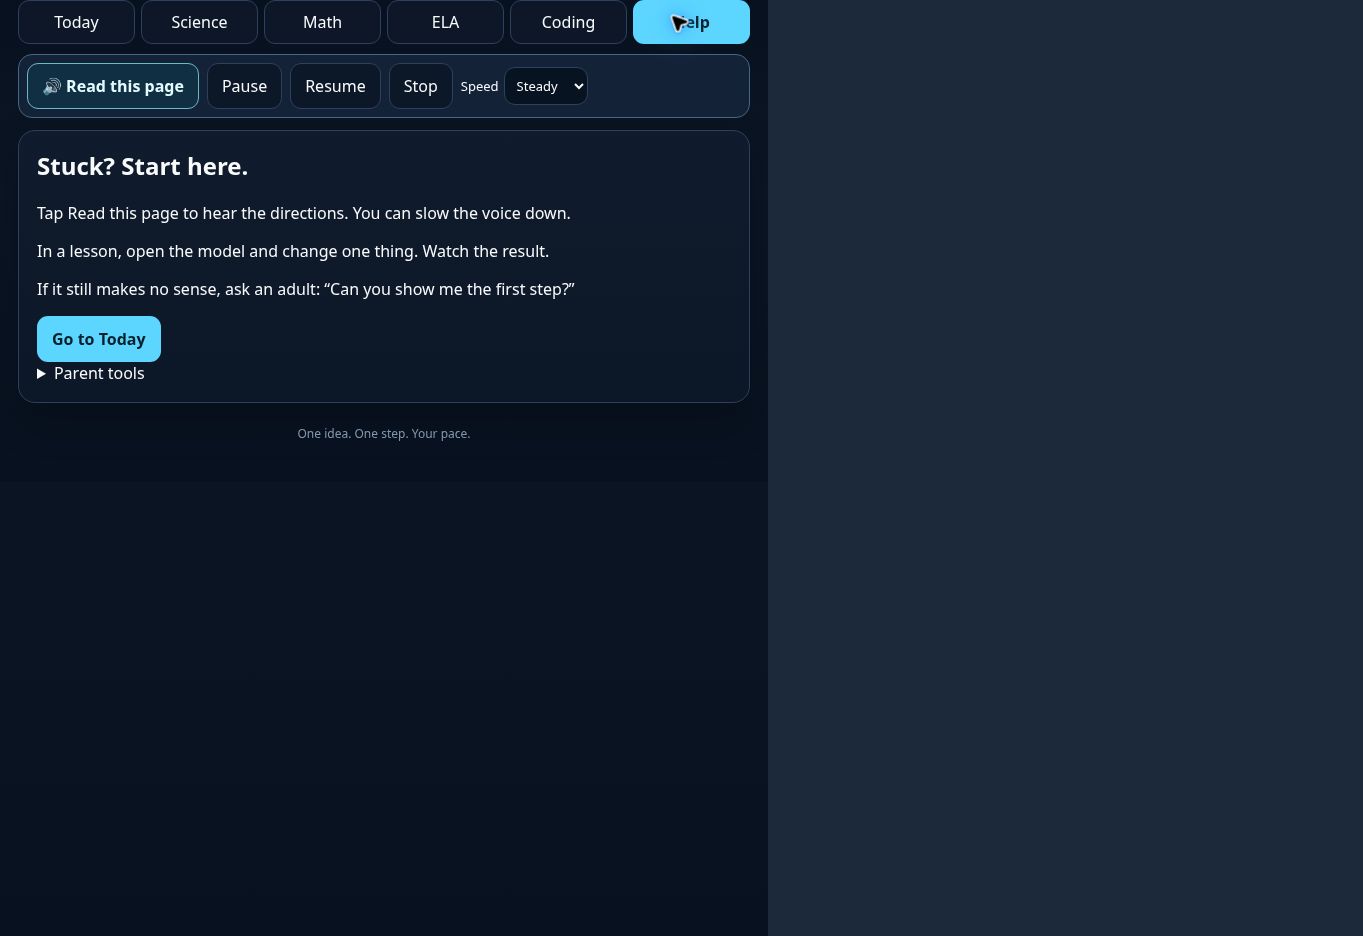 Today Science Math ELA Coding elp
🔊 Read this page Pause Resume Stop Speed Steady
Stuck? Start here.
Tap Read this page to hear the directions. You can slow the voice down.
In a lesson, open the model and change one thing. Watch the result.
If it still makes no sense, ask an adult: “Can you show me the first step?”
Go to Today
Parent tools
One idea. One step. Your pace.